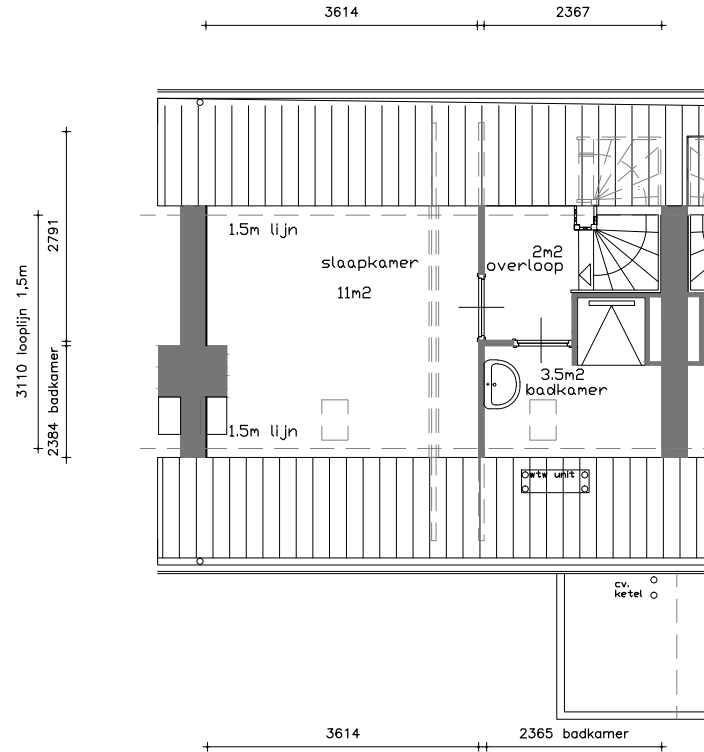 3614
2367
1.5m lijn
2m2
overloop
slaapkamer
11m2
2791
3110 looplijn 1,5m
2384 badkamer
3.5m2
badkamer
1.5m lijn
wtw unit
cv.
ketel
3614
2365 badkamer